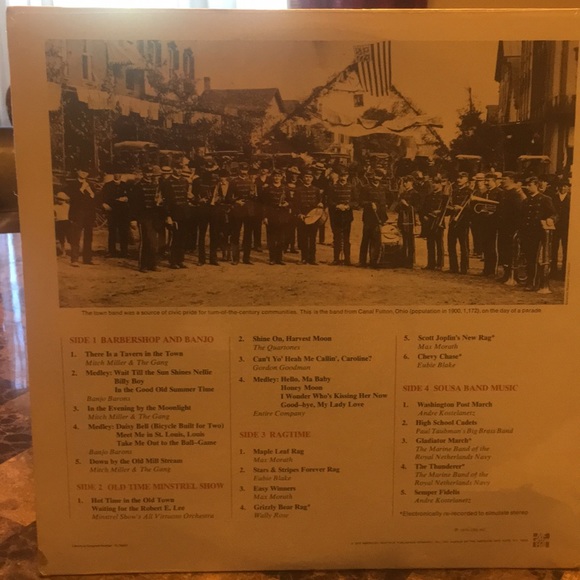 The town band was a source of civic pride for turn-of-the-century communities. This is the band from Canal Fulton, Ohio (population in 1900, 1,172), on the day of a parade.
SIDE 1 BARBERSHOP AND BANJO
1. There Is a Tavern in the Town
Mitch Miller & The Gang
2. Medley: Wait Till the Sun Shines Nellie
Billy Boy
In the Good Old Summer Time
Banjo Barons
3. In the Evening by the Moonlight
Mitch Miller & The Gang
4. Medley: Daisy Bell (Bicycle Built for Two)
Meet Me in St. Louis, Louis
Take Me Out to the Ball-Game
Banjo Barons
5. Down by the Old Mill Stream
Mitch Miller & The Gang
SIDE 2 OLD TIME MINSTREL SHOW
1. Hot Time in the Old Town
Waiting for the Robert E. Lee
Minstrel Show's All Virtuoso Orchestra
2. Shine On, Harvest Moon
The Quartones
3. Can't Yo' Heah Me Callin', Caroline?
Gordon Goodman
4. Medley: Hello, Ma Baby
Honey Moon
I Wonder Who's Kissing Her Now
Good-bye, My Lady Love
Entire Company
SIDE 3 RAGTIME
1. Maple Leaf Rag
Max Morath
2. Stars & Stripes Forever Rag
Eubie Blake
3. Easy Winners
Max Morath
4. Grizzly Bear Rag*
Wally Rose
5. Scott Joplin's New Rag*
Max Morath
6. Chevy Chase*
Eubie Blake
SIDE 4 SOUSA BAND MUSIC
1. Washington Post March
Andre Kostelanetz
2. High School Cadets
Paul Taubman's Big Brass Band
3. Gladiator March*
The Marine Band of the
Royal Netherlands Navy
4. The Thunderer*
The Marine Band of the
Royal Netherlands Navy
5. Semper Fidelis
Andre Kostelanetz
*Electronically re-recorded to simulate stereo.